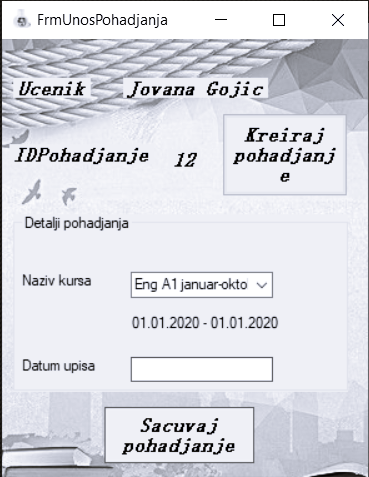 FrmUnosPohadjanja
Ucenik Jovana Gojic
IDPohadjanje 12
Kreiraj
pohadjanj
e
Detalji pohadjanja
Naziv kursa Eng A1 januar-okto
01.01.2020 - 01.01.2020
Datum upisa
Sacuvaj
pohadjanje